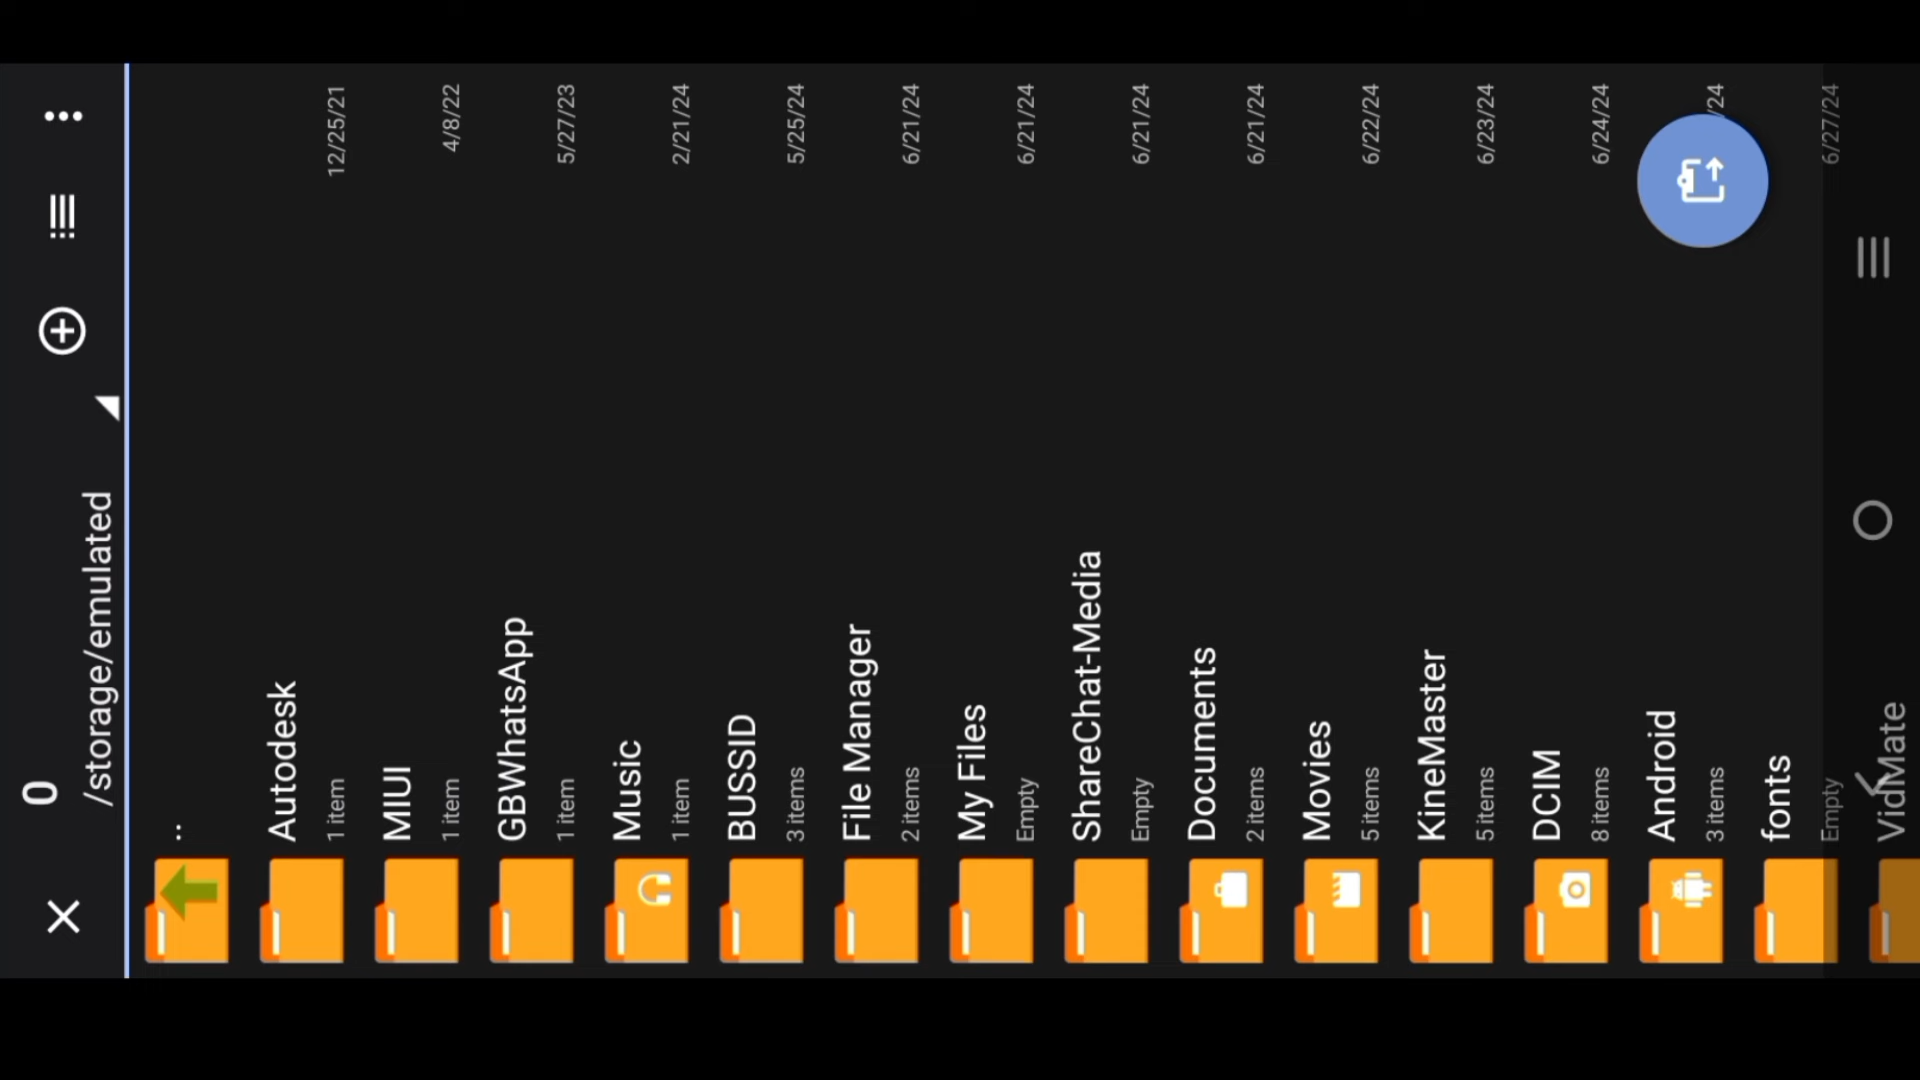 0
/storage/emulated
..
Autodesk
1 item
12/25/21
MIUI
1 item
4/8/22
GBWhatsApp
1 item
5/27/23
Music
1 item
2/21/24
BUSSID
3 items
5/25/24
File Manager
2 items
6/21/24
My Files
Empty
6/21/24
ShareChat-Media
Empty
6/21/24
Documents
2 items
6/21/24
Movies
5 items
6/22/24
KineMaster
5 items
6/23/24
DCIM
8 items
6/24/24
Android
3 items
/24
fonts
Empty
6/27/24
VidMate